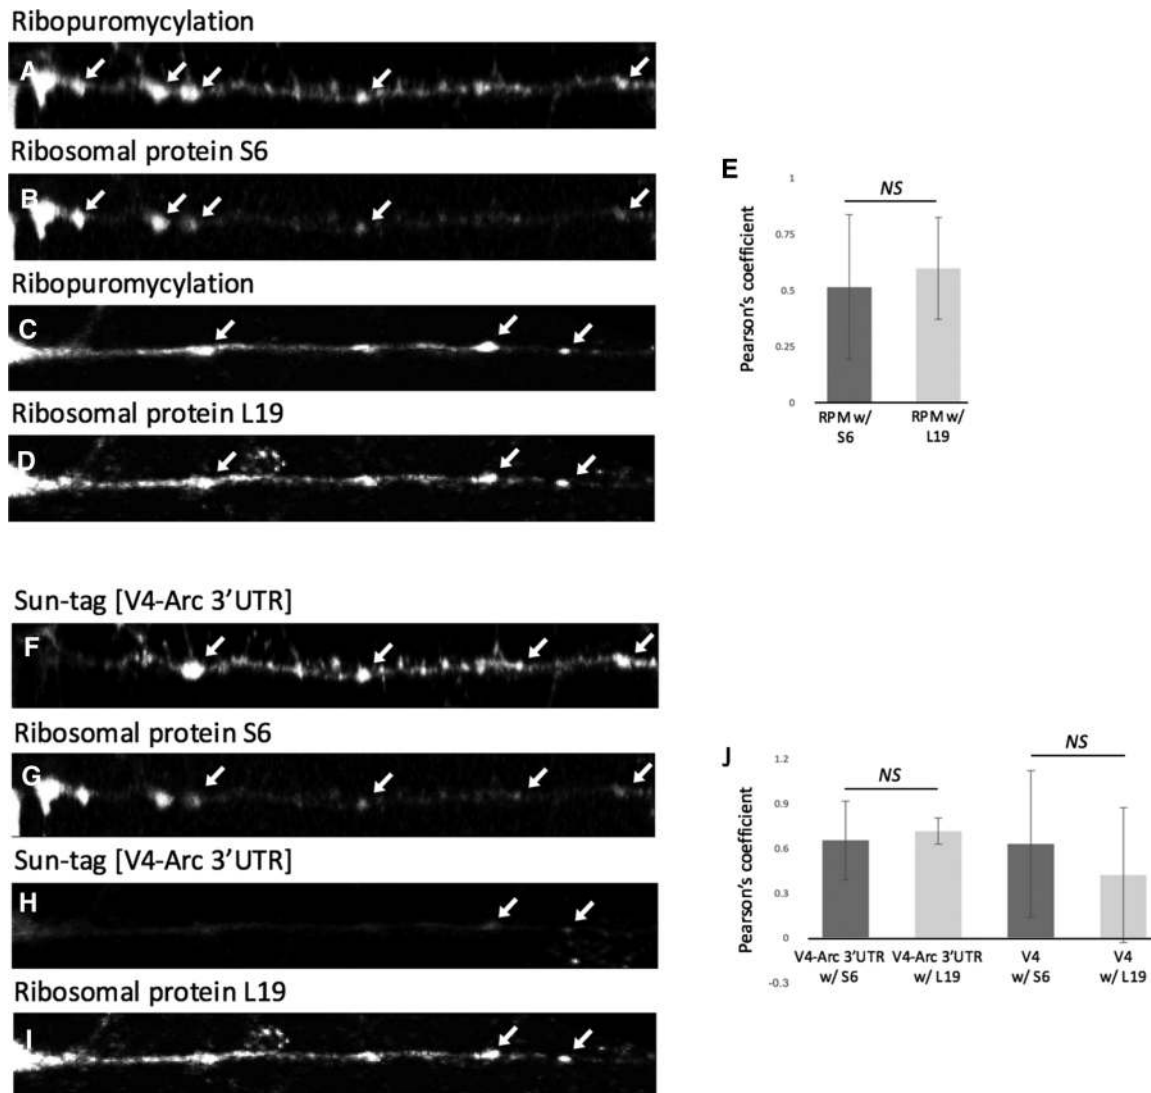 Ribopuromycylation
A
Ribosomal protein S6
B
Ribopuromycylation
C
Ribosomal protein L19
D
E
1
0.75
0.5
0.25
0
Pearson's coefficient
NS
RPM w/
S6
RPM w/
L19
Sun-tag [V4-Arc 3'UTR]
F
Ribosomal protein S6
G
Sun-tag [V4-Arc 3'UTR]
H
Ribosomal protein L19
I
J
1.2
0.9
0.6
0.3
0
-0.3
Pearson's coefficient
NS
NS
V4-Arc 3'UTR
w/ S6
V4-Arc 3'UTR
w/ L19
V4
w/ S6
V4
w/ L19